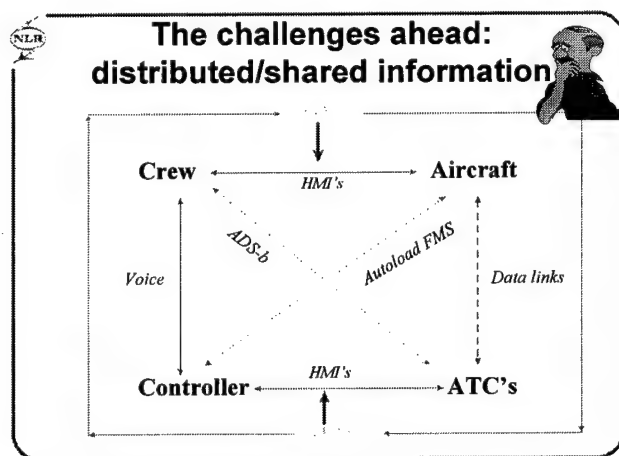 NLR
The challenges ahead:
distributed/shared information
Crew
HMI's
Aircraft
ADS-b
Autoload FMS
Voice
Data links
Controller
HMI's
ATC's